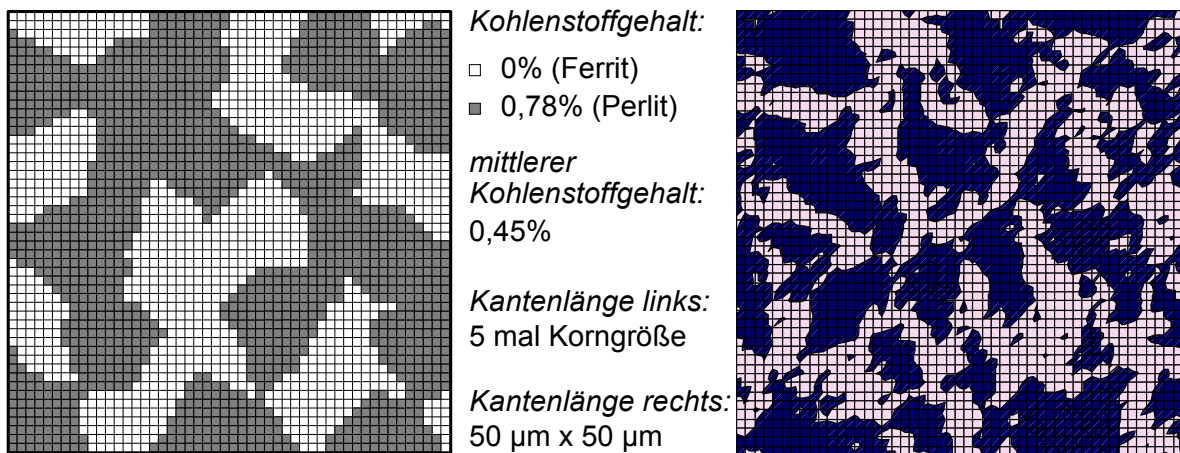 Kohlenstoffgehalt:
0% (Ferrit)
0,78% (Perlit)
mittlerer
Kohlenstoffgehalt:
0,45%
Kantenlänge links:
5 mal Korngröße
Kantenlänge rechts:
50 µm x 50 µm